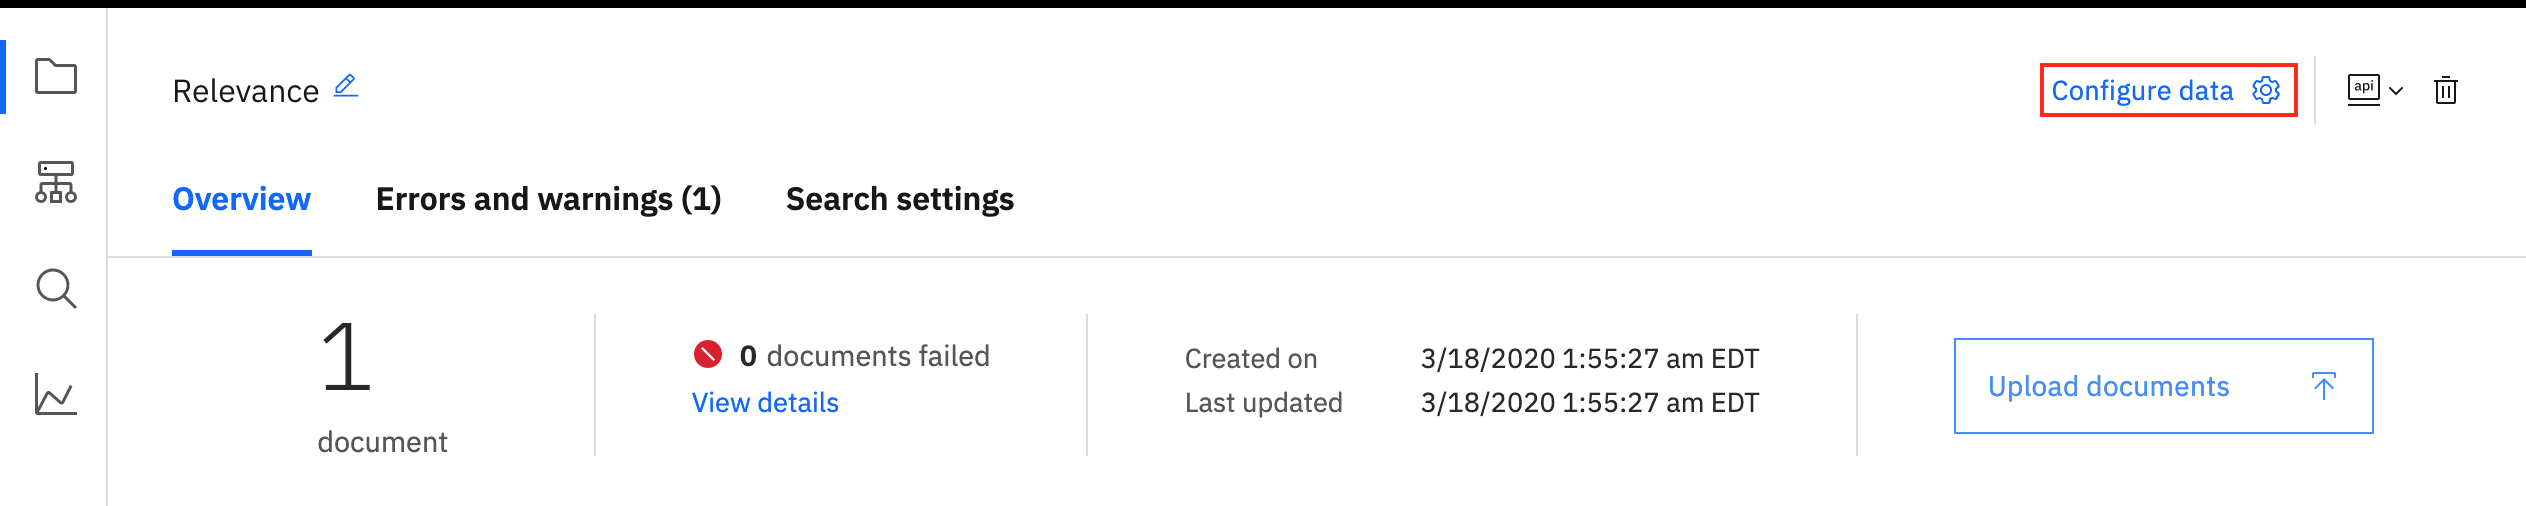 Relevance
Configure data
api
Overview
Errors and warnings (1)
Search settings
1
document
0 documents failed
View details
Created on 3/18/2020 1:55:27 am EDT
Last updated 3/18/2020 1:55:27 am EDT
Upload documents